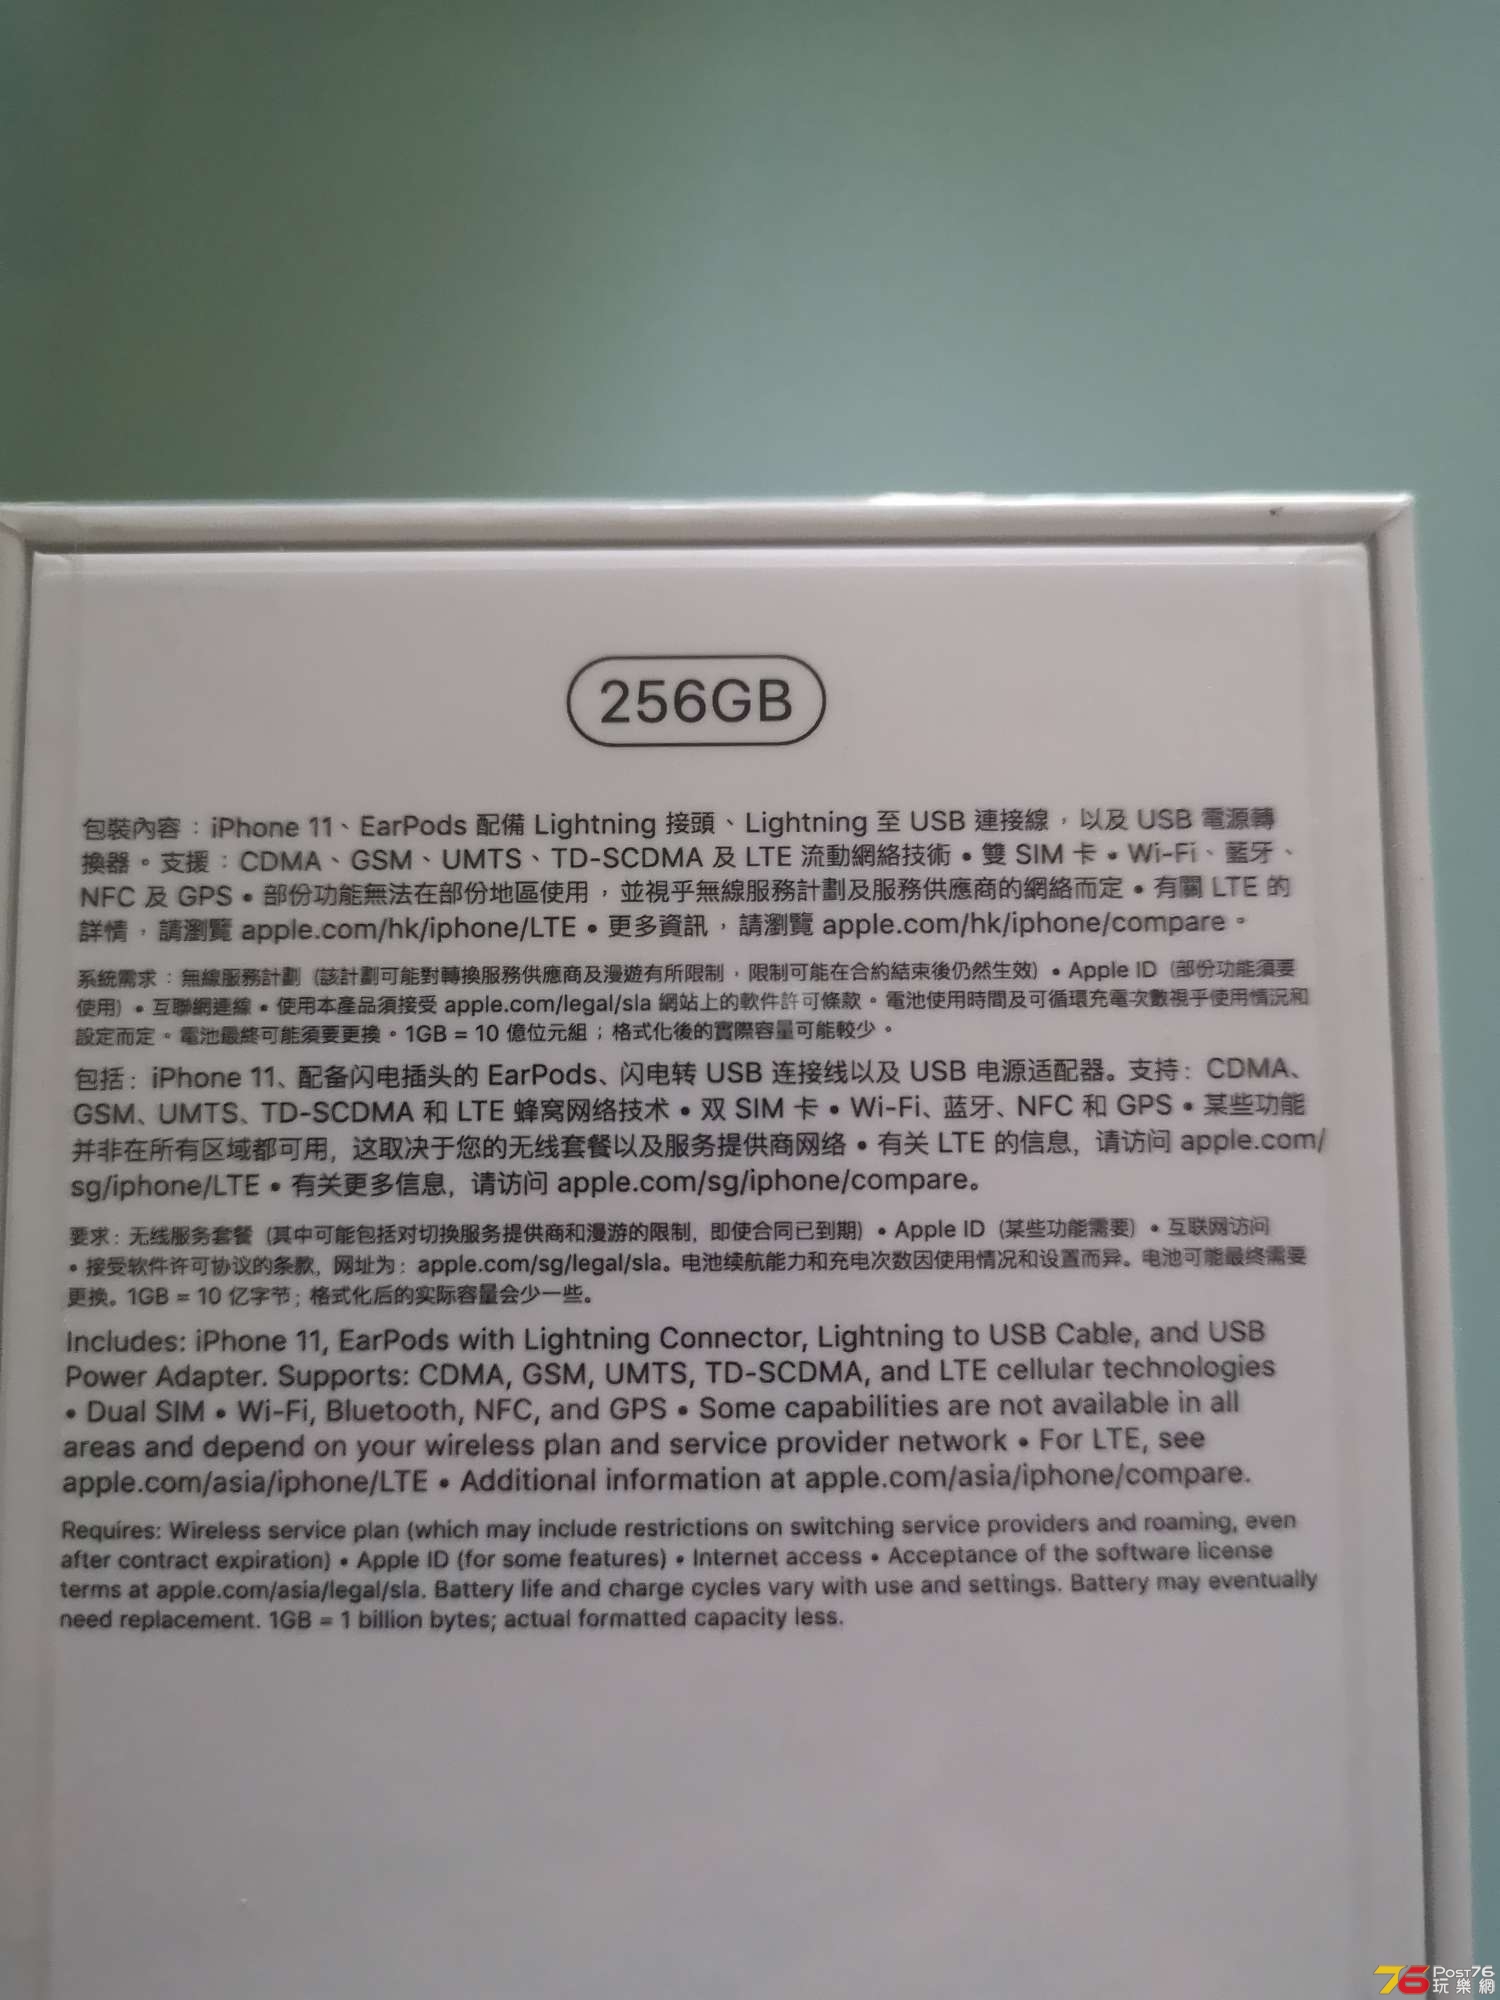 256GB
包裝內容：iPhone 11、EarPods 配備 Lightning 接頭、Lightning 至 USB 連接線，以及 USB 電源轉
換器。支援：CDMA、GSM、UMTS、TD-SCDMA 及 LTE 流動網絡技術 • 雙 SIM 卡 • Wi-Fi、藍牙、
NFC 及 GPS • 部份功能無法在部份地區使用，並視乎無線服務計劃及服務供應商的網絡而定 • 有關 LTE 的
詳情，請瀏覽 apple.com/hk/iphone/LTE • 更多資訊，請瀏覽 apple.com/hk/iphone/compare。
系統需求：無線服務計劃（該計劃可能對轉換服務供應商及漫遊有所限制，限制可能在合約結束後仍然生效）• Apple ID（部份功能須要
使用）• 互聯網連線 • 使用本產品須接受 apple.com/legal/sla 網站上的軟件許可條款。電池使用時間及可循環充電次數視乎使用情況和
設定而定。電池最終可能須要更換。1GB = 10 億位元組；格式化後的實際容量可能較少。
包括：iPhone 11、配备闪电插头的 EarPods、闪电转 USB 连接线以及 USB 电源适配器。支持：CDMA、
GSM、UMTS、TD-SCDMA 和 LTE 蜂窝网络技术 • 双 SIM 卡 • Wi-Fi、蓝牙、NFC 和 GPS • 某些功能
并非在所有区域都可用，这取决于您的无线套餐以及服务提供商网络 • 有关 LTE 的信息，请访问 apple.com/
sg/iphone/LTE • 有关更多信息，请访问 apple.com/sg/iphone/compare。
要求：无线服务套餐（其中可能包括对切换服务提供商和漫游的限制，即使合同已到期）• Apple ID（某些功能需要）• 互联网访问
• 接受软件许可协议的条款，网址为：apple.com/sg/legal/sla。电池续航能力和充电次数因使用情况和设置而异。电池可能最终需要
更换。1GB = 10 亿字节；格式化后的实际容量会少一些。
Includes: iPhone 11, EarPods with Lightning Connector, Lightning to USB Cable, and USB
Power Adapter. Supports: CDMA, GSM, UMTS, TD-SCDMA, and LTE cellular technologies
• Dual SIM • Wi-Fi, Bluetooth, NFC, and GPS • Some capabilities are not available in all
areas and depend on your wireless plan and service provider network • For LTE, see
apple.com/asia/iphone/LTE • Additional information at apple.com/asia/iphone/compare.
Requires: Wireless service plan (which may include restrictions on switching service providers and roaming, even
after contract expiration) • Apple ID (for some features) • Internet access • Acceptance of the software license
terms at apple.com/asia/legal/sla. Battery life and charge cycles vary with use and settings. Battery may eventually
need replacement. 1GB = 1 billion bytes; actual formatted capacity less.
76 Post76
玩樂網